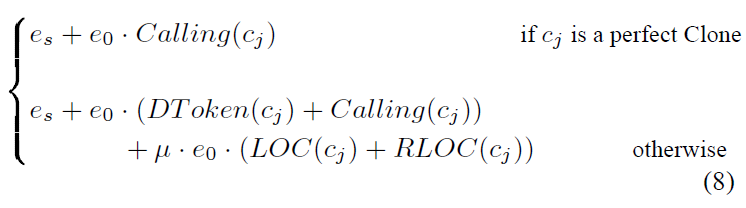 e_s + e_0 · Calling(c_j) if c_j is a perfect Clone
e_s + e_0 · (DToken(c_j) + Calling(c_j))
+ μ · e_0 · (LOC(c_j) + RLOC(c_j)) otherwise
(8)